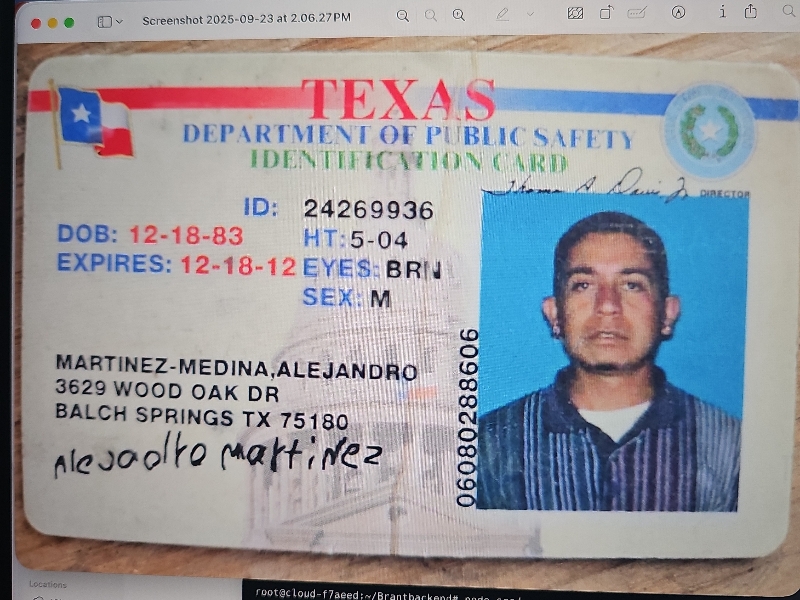 Screenshot 2025-09-23 at 2.06.27 PM
TEXAS
DEPARTMENT OF PUBLIC SAFETY
IDENTIFICATION CARD
DIRECTOR
ID: 24269936
DOB: 12-18-83 HT: 5-04
EXPIRES: 12-18-12 EYES: BRN
SEX: M
MARTINEZ-MEDINA,ALEJANDRO
3629 WOOD OAK DR
BALCH SPRINGS TX 75180
martinez
06080288606
Locations
root@cloud-f7aeed:~/Brantbackend#